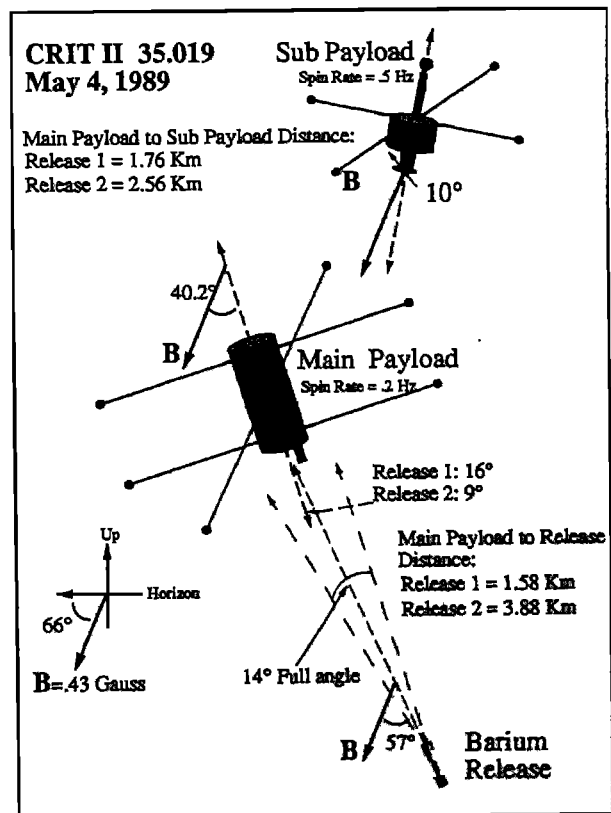 CRIT II 35.019
May 4, 1989
Sub Payload
Spin Rate = .5 Hz
Main Payload to Sub Payload Distance:
Release 1 = 1.76 Km
Release 2 = 2.56 Km
B
10°
40.2°
B
Main Payload
Spin Rate = .2 Hz
Release 1: 16°
Release 2: 9°
Up
Horizon
66°
B=.43 Gauss
Main Payload to Release
Distance:
Release 1 = 1.58 Km
Release 2 = 3.88 Km
14° Full angle
B
57°
Barium
Release